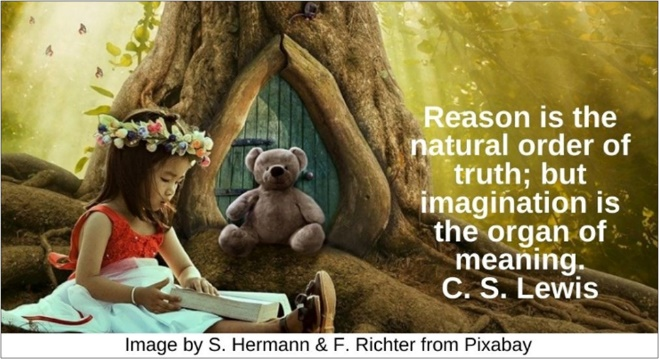 Reason is the
natural order of
truth; but
imagination is
the organ of
meaning.
C. S. Lewis
Image by S. Hermann & F. Richter from Pixabay